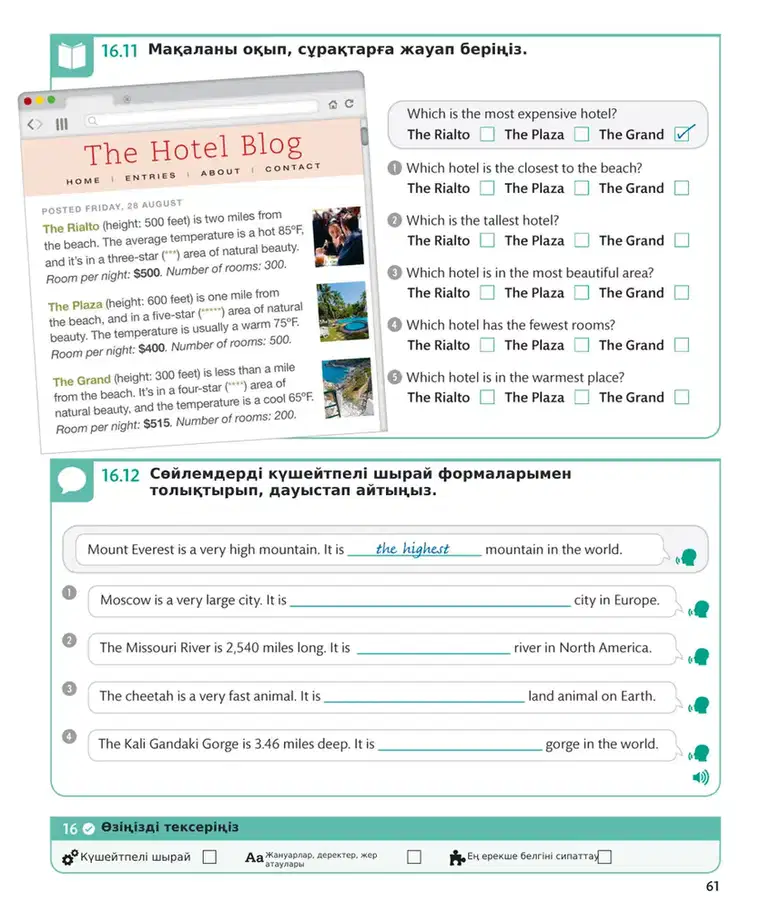 16.11 Мақаланы оқып, сұрақтарға жауап беріңіз.
The Hotel Blog
HOME | ENTRIES | ABOUT | CONTACT
POSTED FRIDAY, 28 AUGUST
The Rialto (height: 500 feet) is two miles from
the beach. The average temperature is a hot 85ºF,
and it's in a three-star (***) area of natural beauty.
Room per night: $500. Number of rooms: 300.
The Plaza (height: 600 feet) is one mile from
the beach, and in a five-star (*****) area of natural
beauty. The temperature is usually a warm 75ºF.
Room per night: $400. Number of rooms: 500.
The Grand (height: 300 feet) is less than a mile
from the beach. It's in a four-star (****) area of
natural beauty, and the temperature is a cool 65ºF.
Room per night: $515. Number of rooms: 200.
Which is the most expensive hotel?
The Rialto The Plaza The Grand
1 Which hotel is the closest to the beach?
The Rialto The Plaza The Grand
2 Which is the tallest hotel?
The Rialto The Plaza The Grand
3 Which hotel is in the most beautiful area?
The Rialto The Plaza The Grand
4 Which hotel has the fewest rooms?
The Rialto The Plaza The Grand
5 Which hotel is in the warmest place?
The Rialto The Plaza The Grand
16.12 Сөйлемдерді күшейтпелі шырай формаларымен
толықтырып, дауыстап айтыңыз.
Mount Everest is a very high mountain. It is the highest mountain in the world.
1 Moscow is a very large city. It is ____ city in Europe.
2 The Missouri River is 2,540 miles long. It is ____ river in North America.
3 The cheetah is a very fast animal. It is ____ land animal on Earth.
4 The Kali Gandaki Gorge is 3.46 miles deep. It is ____ gorge in the world.
16 Өзіңізді тексеріңіз
Күшейтпелі шырай
Aa Жануарлар, деректер, жер
атаулары
Ең ерекше белгіні сипаттау
61